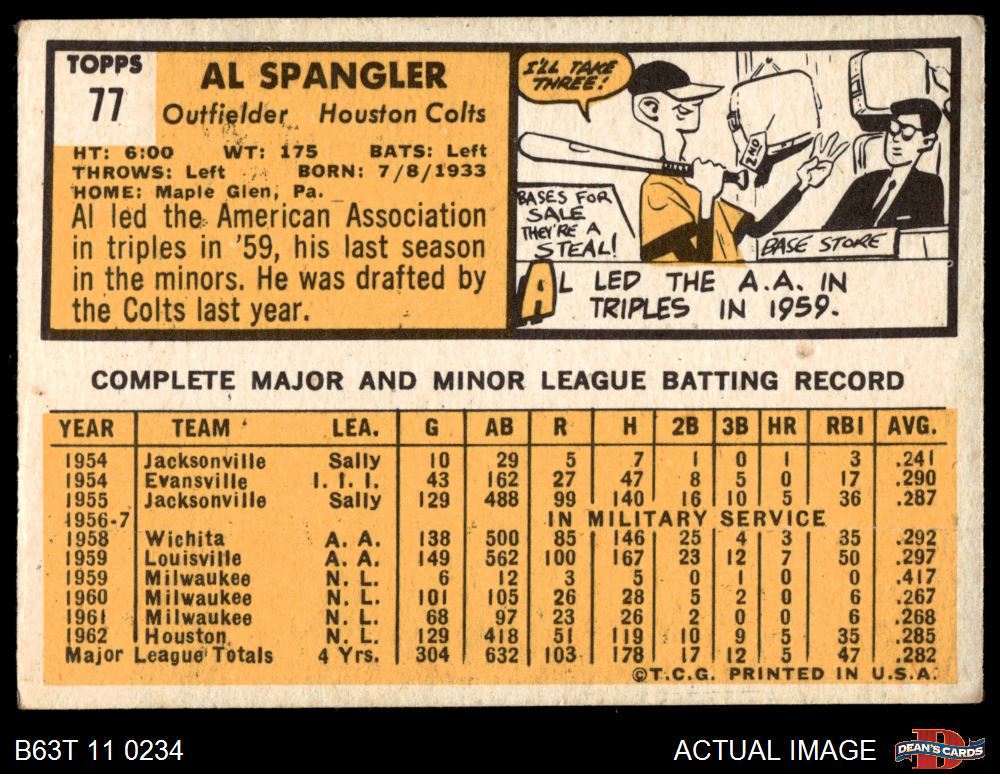 TOPPS
77
AL SPANGLER
Outfielder Houston Colts
HT: 6:00 WT: 175 BATS: Left
THROWS: Left BORN: 7/8/1933
HOME: Maple Glen, Pa.
Al led the American Association
in triples in '59, his last season
in the minors. He was drafted by
the Colts last year.
I'LL TAKE
THREE!
2ND
BASES FOR
SALE
THEY'RE A
STEAL!
BASE STORE
AL LED THE A.A. IN
TRIPLES IN 1959.
COMPLETE MAJOR AND MINOR LEAGUE BATTING RECORD
YEAR TEAM LEA. G AB R H 2B 3B HR RBI AVG.
1954 Jacksonville Sally 10 29 5 7 1 0 1 3 .241
1954 Evansville I. I. I. 43 162 27 47 8 5 0 17 .290
1955 Jacksonville Sally 129 488 99 140 16 10 5 36 .287
1956-7 IN MILITARY SERVICE
1958 Wichita A. A. 138 500 85 146 25 4 3 35 .292
1959 Louisville A. A. 149 562 100 167 23 12 7 50 .297
1959 Milwaukee N. L. 6 12 3 5 0 1 0 0 .417
1960 Milwaukee N. L. 101 105 26 28 5 2 0 6 .267
1961 Milwaukee N. L. 68 97 23 26 2 0 0 6 .268
1962 Houston N. L. 129 418 51 119 10 9 5 35 .285
Major League Totals 4 Yrs. 304 632 103 178 17 12 5 47 .282
©T.C.G. PRINTED IN U.S.A.
B63T 11 0234
ACTUAL IMAGE
DEAN'S CARDS